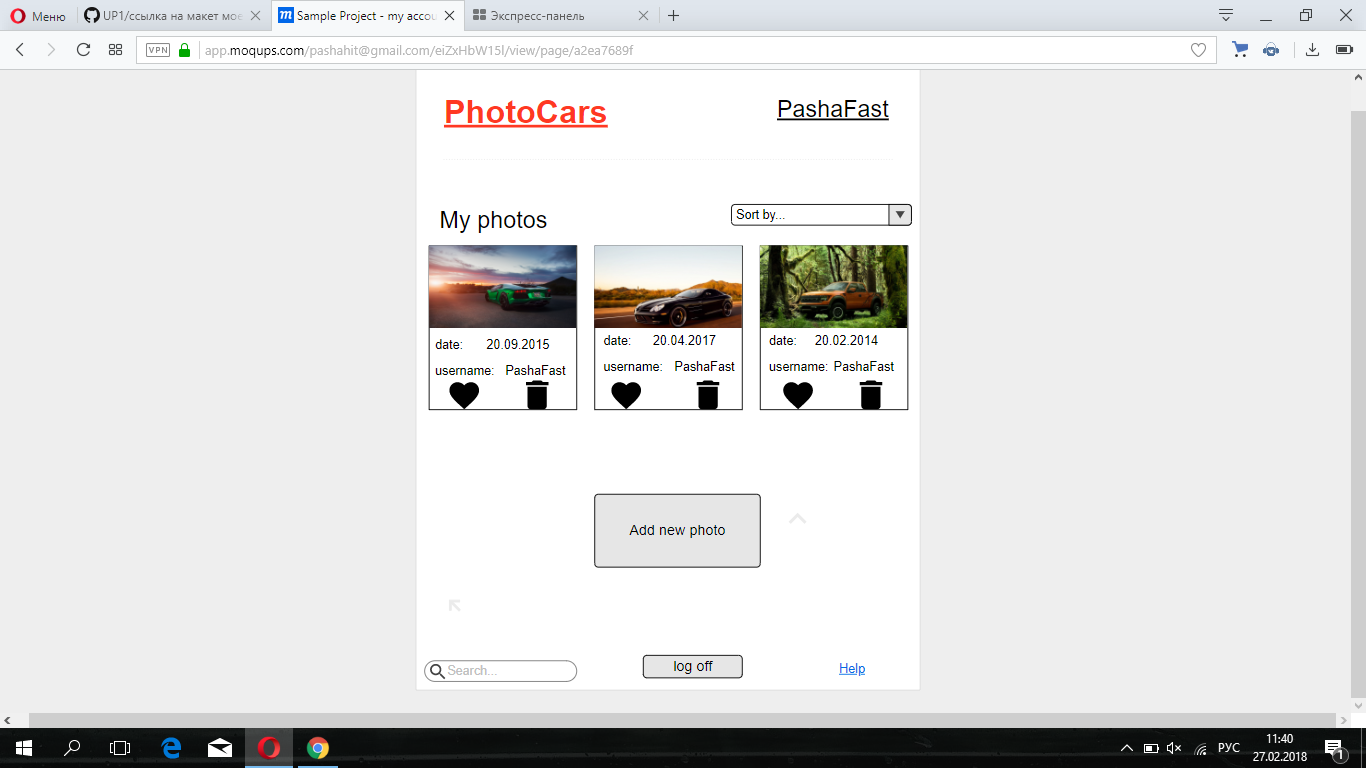 Меню
UP1/ссылка на макет мое
Sample Project - my accou
Экспресс-панель
VPN
app.moqups.com/pashahit@gmail.com/eiZxHbW15l/view/page/a2ea7689f
PhotoCars
PashaFast
My photos
Sort by...
date: 20.09.2015
username: PashaFast
date: 20.04.2017
username: PashaFast
date: 20.02.2014
username: PashaFast
Add new photo
Search...
log off
Help
РУС
11:40
27.02.2018
1